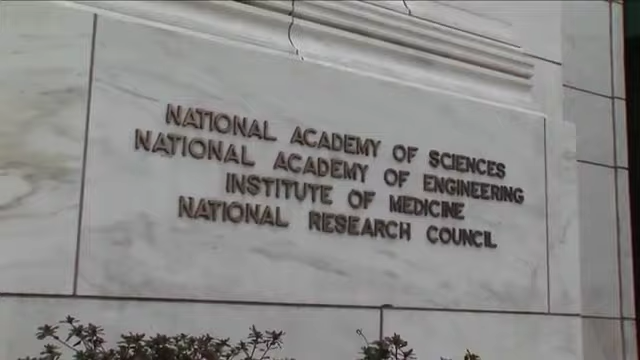 NATIONAL ACADEMY OF SCIENCES
NATIONAL ACADEMY OF ENGINEERING
INSTITUTE OF MEDICINE
NATIONAL RESEARCH COUNCIL